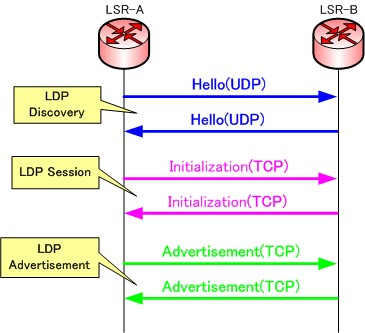 LSR-A
LSR-B
LDP
Discovery
Hello(UDP)
Hello(UDP)
LDP Session
Initialization(TCP)
Initialization(TCP)
LDP
Advertisement
Advertisement(TCP)
Advertisement(TCP)